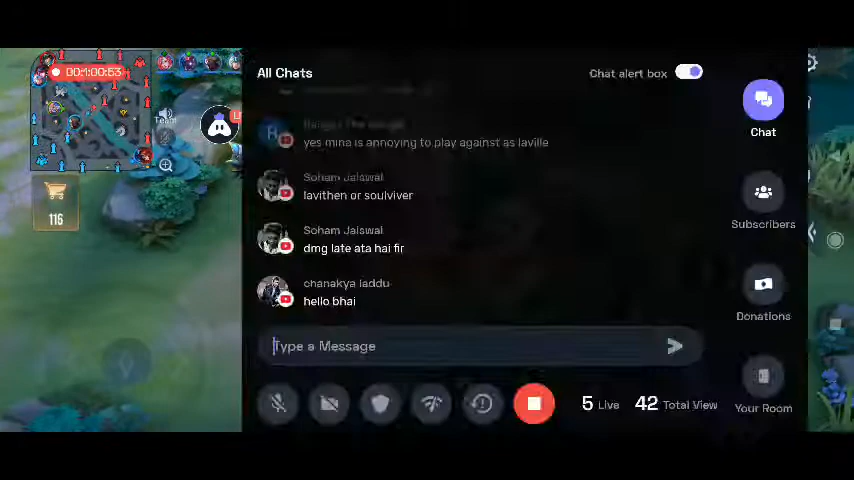 00:1:00:53
Team
116
All Chats
Chat alert box
yes mina is annoying to play against as laville
Soham Jaiswal
lavithen or soulviver
Soham Jaiswal
dmg late ata hai fir
chanakya laddu
hello bhai
Type a Message
5 Live
42 Total View
Chat
Subscribers
Donations
Your Room